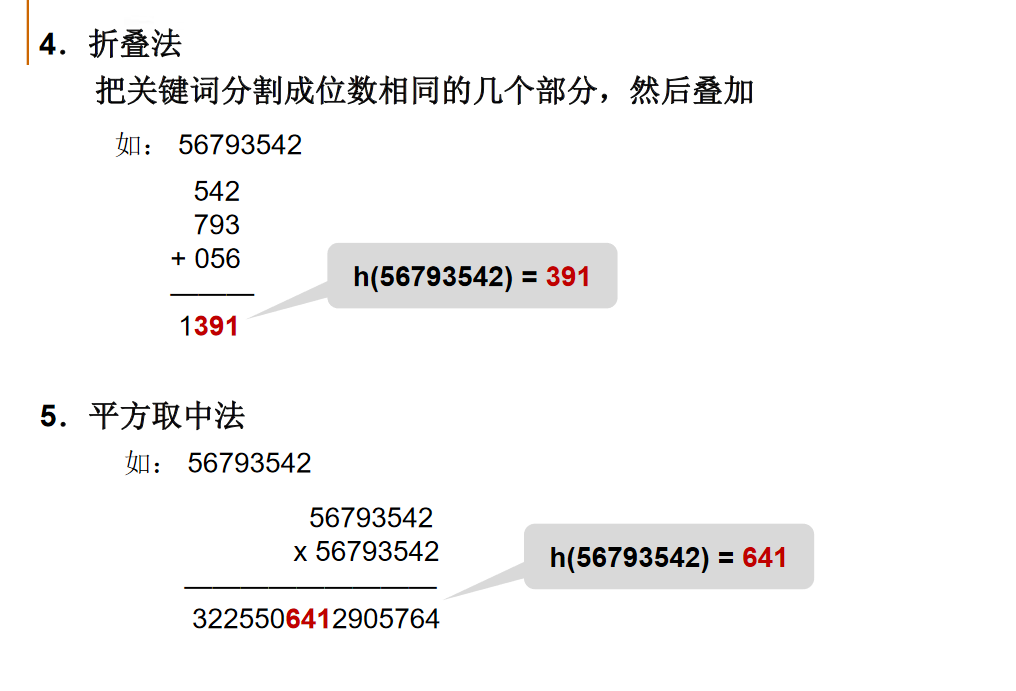 4. 折叠法
把关键词分割成位数相同的几个部分，然后叠加
如： 56793542
542
793
+ 056
1391
h(56793542) = 391
5. 平方取中法
如： 56793542
56793542
x 56793542
3225506412905764
h(56793542) = 641